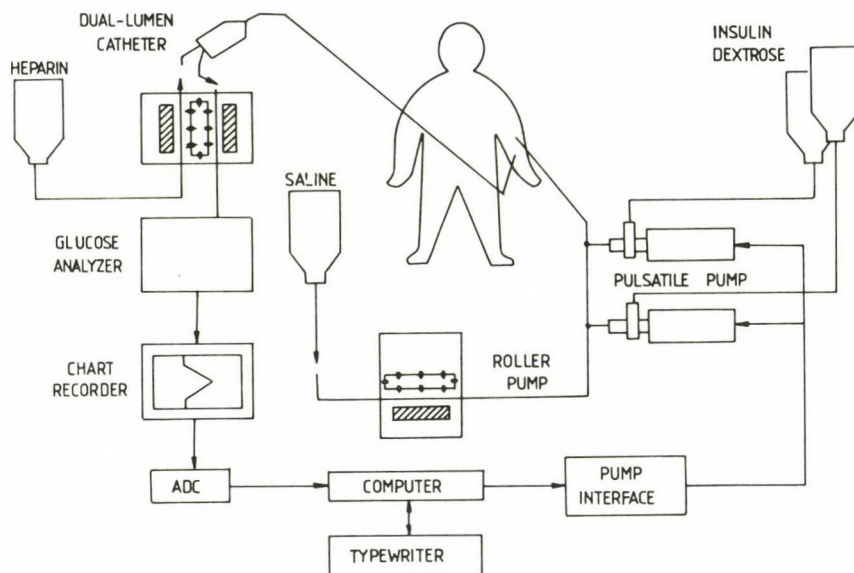 DUAL-LUMEN
CATHETER
INSULIN
DEXTROSE
HEPARIN
SALINE
GLUCOSE
ANALYZER
PULSATILE PUMP
CHART
RECORDER
ROLLER
PUMP
ADC
COMPUTER
PUMP
INTERFACE
TYPEWRITER